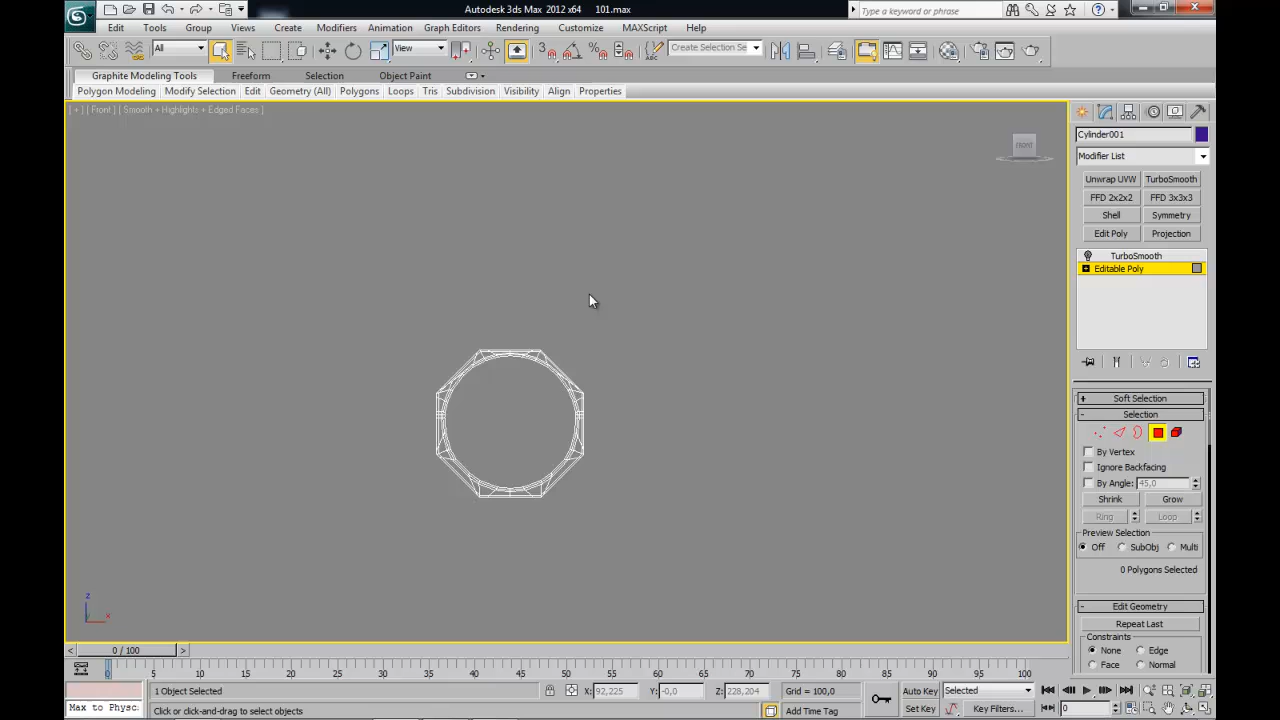 Autodesk 3ds Max 2012 x64 101.max
Type a keyword or phrase
Edit Tools Group Views Create Modifiers Animation Graph Editors Rendering Customize MAXScript Help
All View 3 Create Selection Se
Graphite Modeling Tools Freeform Selection Object Paint
Polygon Modeling Modify Selection Edit Geometry (All) Polygons Loops Tris Subdivision Visibility Align Properties
[ + ] [ Front ] [ Smooth + Highlights + Edged Faces ]
FRONT
Cylinder001
Modifier List
Unwrap UVW TurboSmooth
FFD 2x2x2 FFD 3x3x3
Shell Symmetry
Edit Poly Projection
TurboSmooth
Editable Poly
+ Soft Selection
- Selection
By Vertex
Ignore Backfacing
By Angle: 45,0
Shrink Grow
Ring Loop
Preview Selection
Off SubObj Multi
0 Polygons Selected
- Edit Geometry
Repeat Last
Constraints
None Edge
Face Normal
z
x
< 0 / 100 >
0 5 10 15 20 25 30 35 40 45 50 55 60 65 70 75 80 85 90 95 100
1 Object Selected X: 92,225 Y: -0,0 Z: 228,204 Grid = 100,0 Auto Key Selected
Max to Physc Click or click-and-drag to select objects Add Time Tag Set Key Key Filters... 0